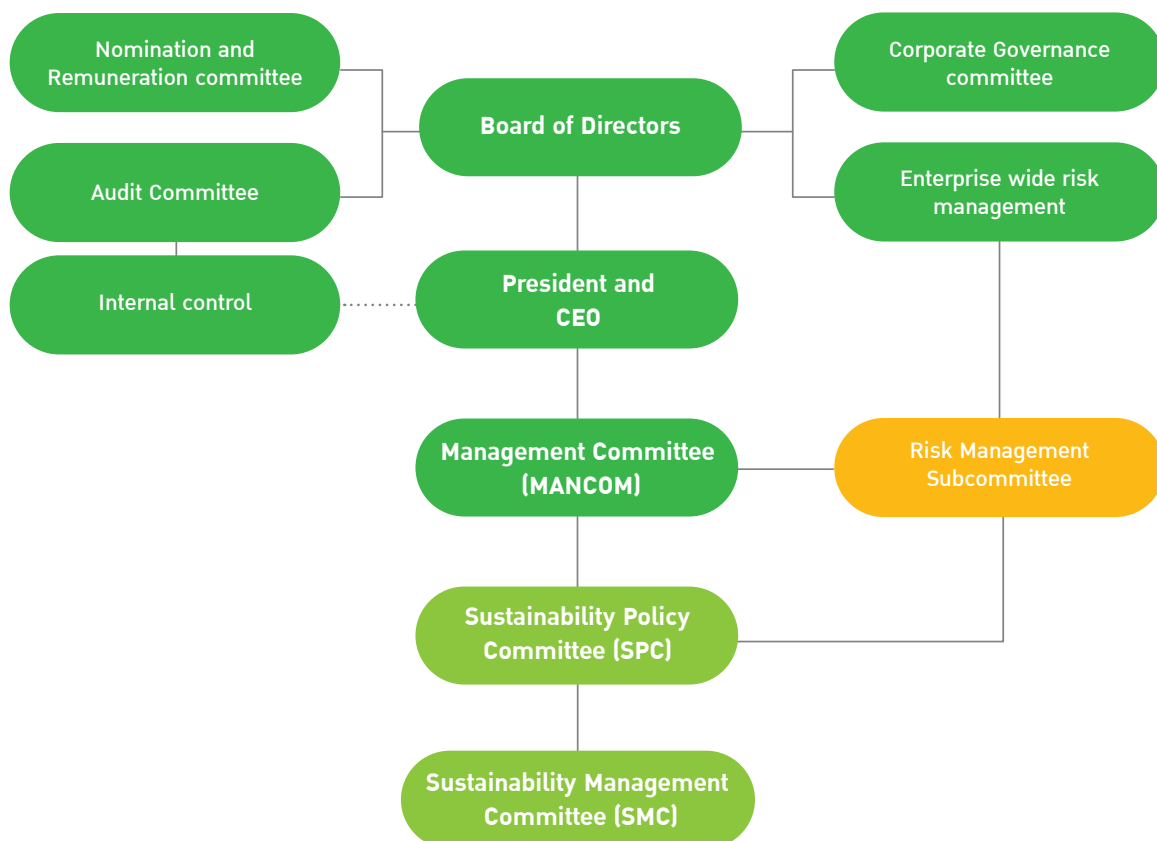 Nomination and
Remuneration committee
Corporate Governance
committee
Board of Directors
Audit Committee
Enterprise wide risk
management
Internal control
President and
CEO
Management Committee
(MANCOM)
Risk Management
Subcommittee
Sustainability Policy
Committee (SPC)
Sustainability Management
Committee (SMC)